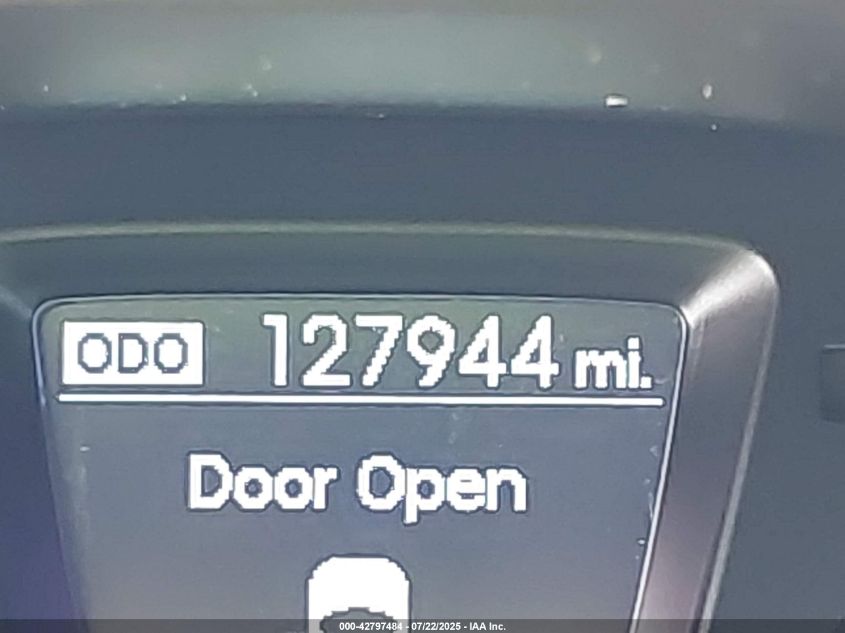 ODO 127944 mi.
Door Open
000-42797484 - 07/22/2025 - IAA Inc.